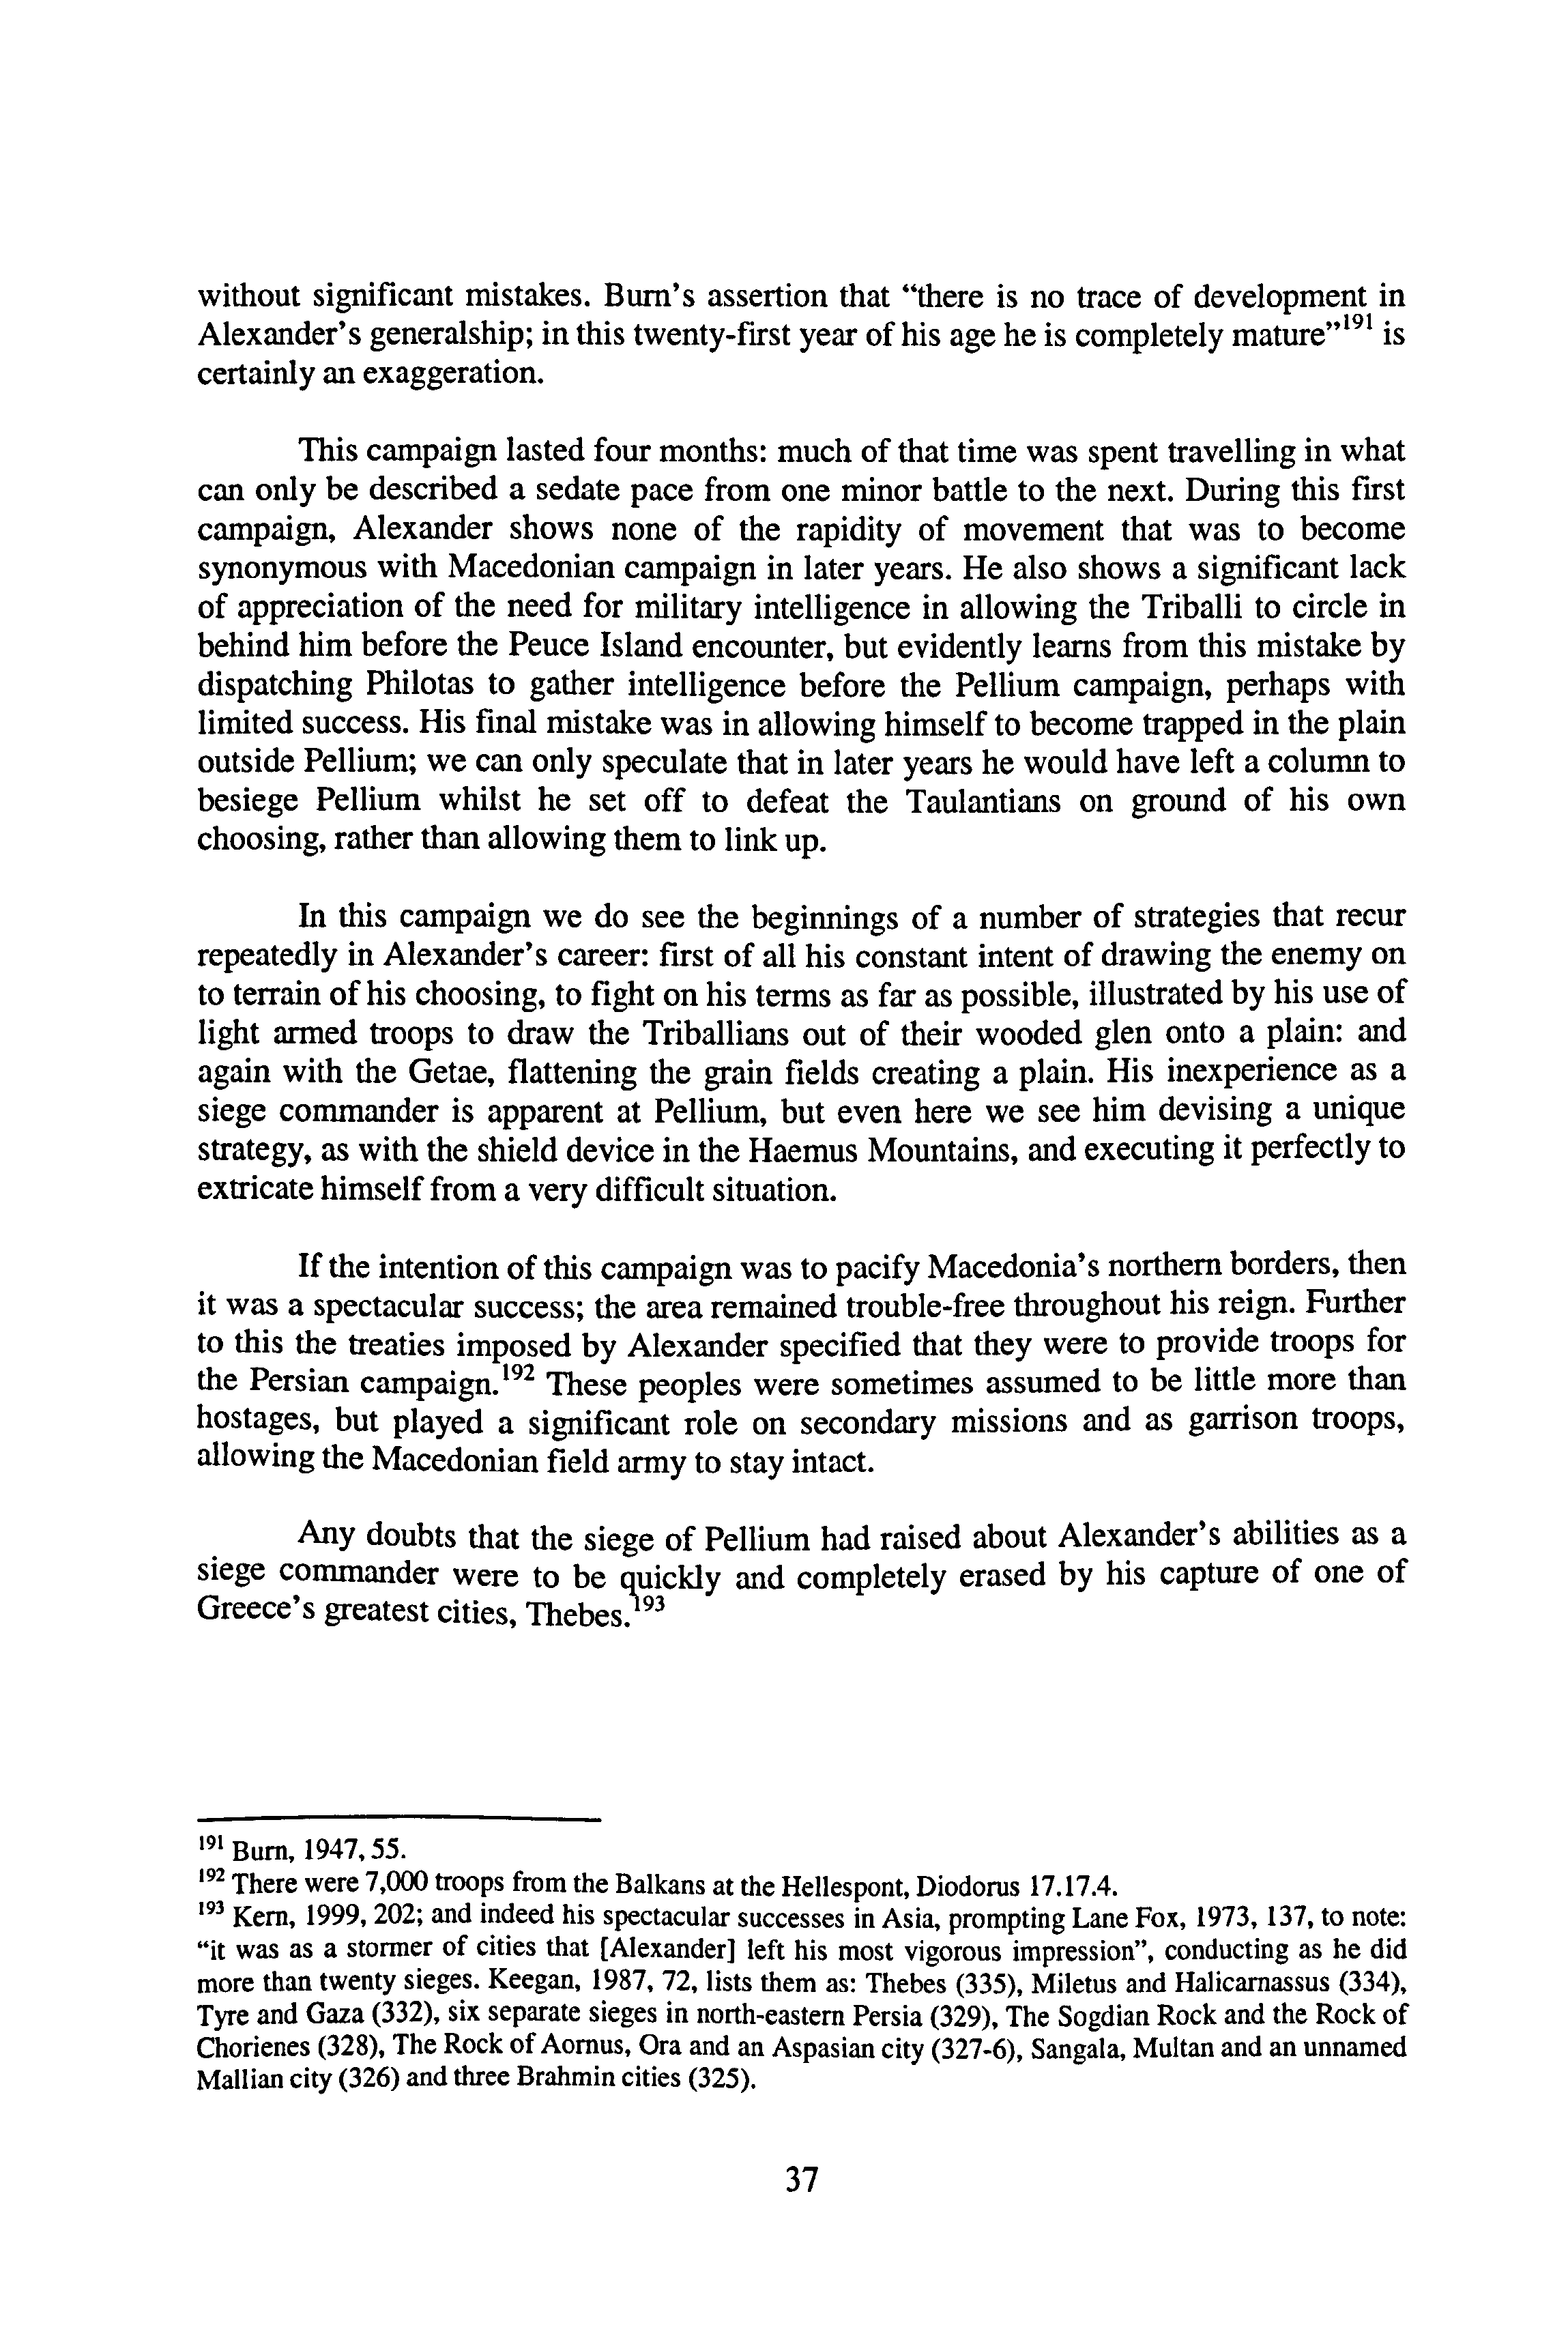 without significant mistakes. Burn's assertion that “there is no trace of development in
Alexander's generalship; in this twenty-first year of his age he is completely mature”¹⁹¹ is
certainly an exaggeration.
This campaign lasted four months: much of that time was spent travelling in what
can only be described a sedate pace from one minor battle to the next. During this first
campaign, Alexander shows none of the rapidity of movement that was to become
synonymous with Macedonian campaign in later years. He also shows a significant lack
of appreciation of the need for military intelligence in allowing the Triballi to circle in
behind him before the Peuce Island encounter, but evidently learns from this mistake by
dispatching Philotas to gather intelligence before the Pellium campaign, perhaps with
limited success. His final mistake was in allowing himself to become trapped in the plain
outside Pellium; we can only speculate that in later years he would have left a column to
besiege Pellium whilst he set off to defeat the Taulantians on ground of his own
choosing, rather than allowing them to link up.
In this campaign we do see the beginnings of a number of strategies that recur
repeatedly in Alexander's career: first of all his constant intent of drawing the enemy on
to terrain of his choosing, to fight on his terms as far as possible, illustrated by his use of
light armed troops to draw the Triballians out of their wooded glen onto a plain: and
again with the Getae, flattening the grain fields creating a plain. His inexperience as a
siege commander is apparent at Pellium, but even here we see him devising a unique
strategy, as with the shield device in the Haemus Mountains, and executing it perfectly to
extricate himself from a very difficult situation.
If the intention of this campaign was to pacify Macedonia's northern borders, then
it was a spectacular success; the area remained trouble-free throughout his reign. Further
to this the treaties imposed by Alexander specified that they were to provide troops for
the Persian campaign.¹⁹² These peoples were sometimes assumed to be little more than
hostages, but played a significant role on secondary missions and as garrison troops,
allowing the Macedonian field army to stay intact.
Any doubts that the siege of Pellium had raised about Alexander's abilities as a
siege commander were to be quickly and completely erased by his capture of one of
Greece's greatest cities, Thebes.¹⁹³
¹⁹¹ Burn, 1947, 55.
¹⁹² There were 7,000 troops from the Balkans at the Hellespont, Diodorus 17.17.4.
¹⁹³ Kern, 1999, 202; and indeed his spectacular successes in Asia, prompting Lane Fox, 1973, 137, to note:
“it was as a stormer of cities that [Alexander] left his most vigorous impression”, conducting as he did
more than twenty sieges. Keegan, 1987, 72, lists them as: Thebes (335), Miletus and Halicarnassus (334),
Tyre and Gaza (332), six separate sieges in north-eastern Persia (329), The Sogdian Rock and the Rock of
Chorienes (328), The Rock of Aornus, Ora and an Aspasian city (327-6), Sangala, Multan and an unnamed
Mallian city (326) and three Brahmin cities (325).
37